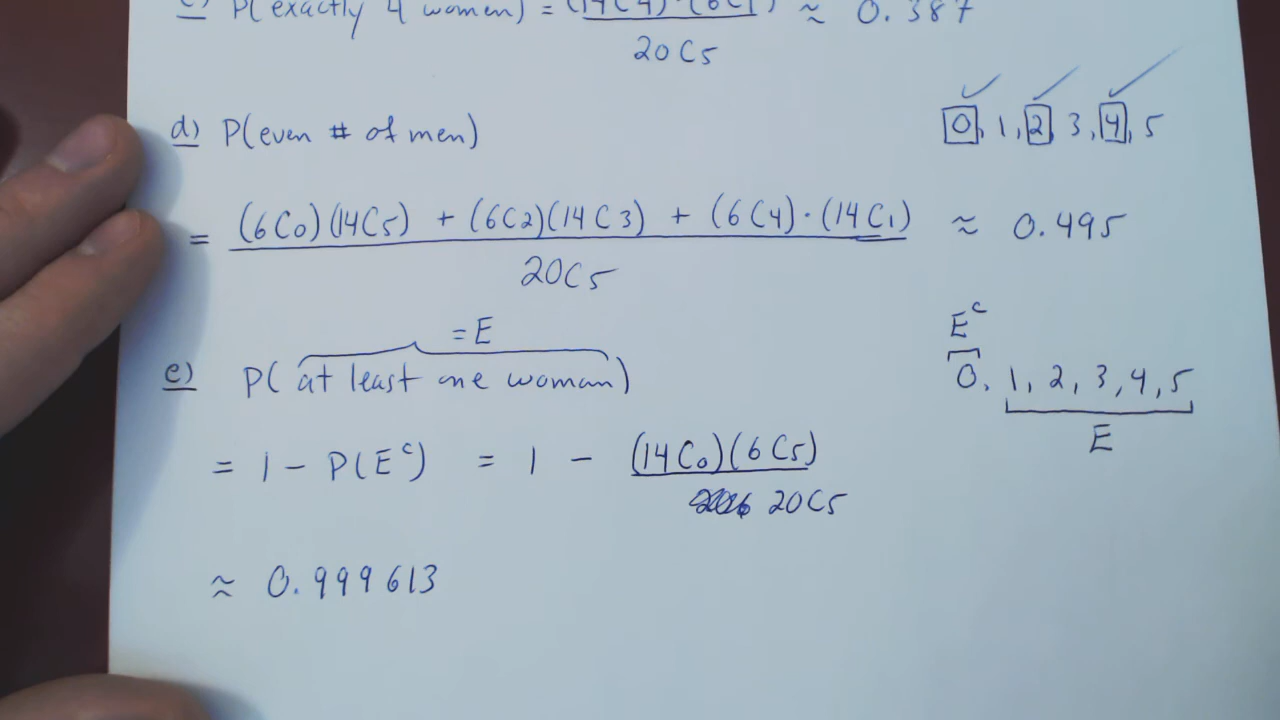 c) P(exactly 4 women) = (14C4)·(6C1) ≈ 0.387
20C5
d) P(even # of men)
0, 1, 2, 3, 4, 5
= (6C0)(14C5) + (6C2)(14C3) + (6C4)·(14C1) ≈ 0.495
20C5
= E
E^c
e) P(at least one woman)
0, 1, 2, 3, 4, 5
E
= 1 - P(E^c) = 1 - (14C0)(6C5)
20C5
≈ 0.999613